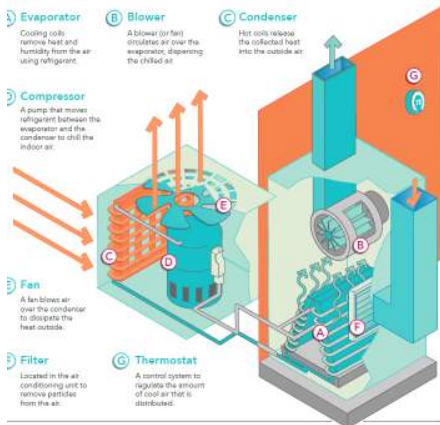 A Evaporator
Cooling coils
remove heat and
humidity from the air
using refrigerant.
B Blower
A blower (or fan)
circulates air over the
evaporator, dispersing
the chilled air.
C Condenser
Hot coils release
the collected heat
into the outside air.
D Compressor
A pump that moves
refrigerant between the
evaporator and the
condenser to chill the
indoor air.
E Fan
A fan blows air
over the condenser
to dissipate the
heat outside.
F Filter
Located in the air
conditioning unit to
remove particles
from the air.
G Thermostat
A control system to
regulate the amount
of cool air that is
distributed.
G
E
B
C
D
A
F